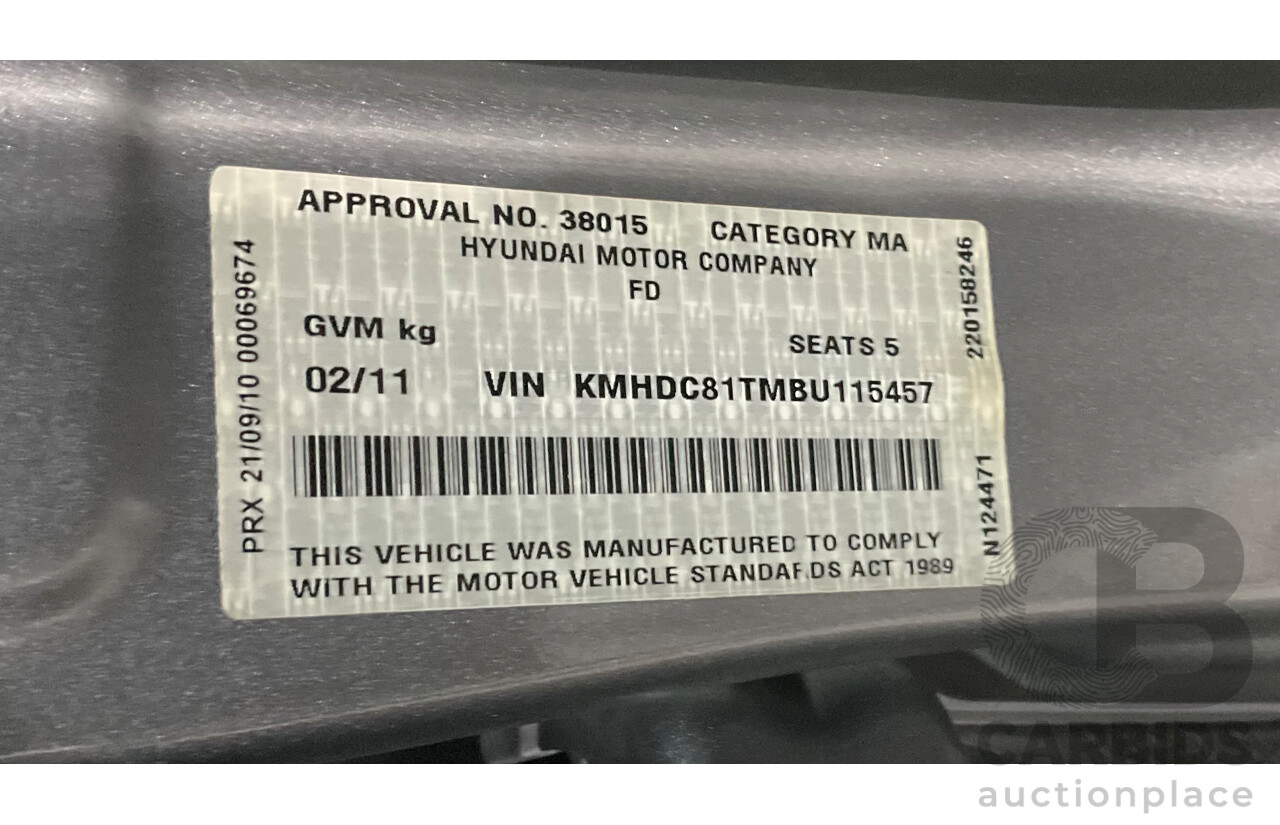 APPROVAL NO. 38015 CATEGORY MA
HYUNDAI MOTOR COMPANY
FD
GVM kg SEATS 5
02/11 VIN KMHDC81TMBU115457
THIS VEHICLE WAS MANUFACTURED TO COMPLY
WITH THE MOTOR VEHICLE STANDARDS ACT 1989
PRX 21/09/10 00069674
220158246
N124471
CB
CARBIDS
auctionplace